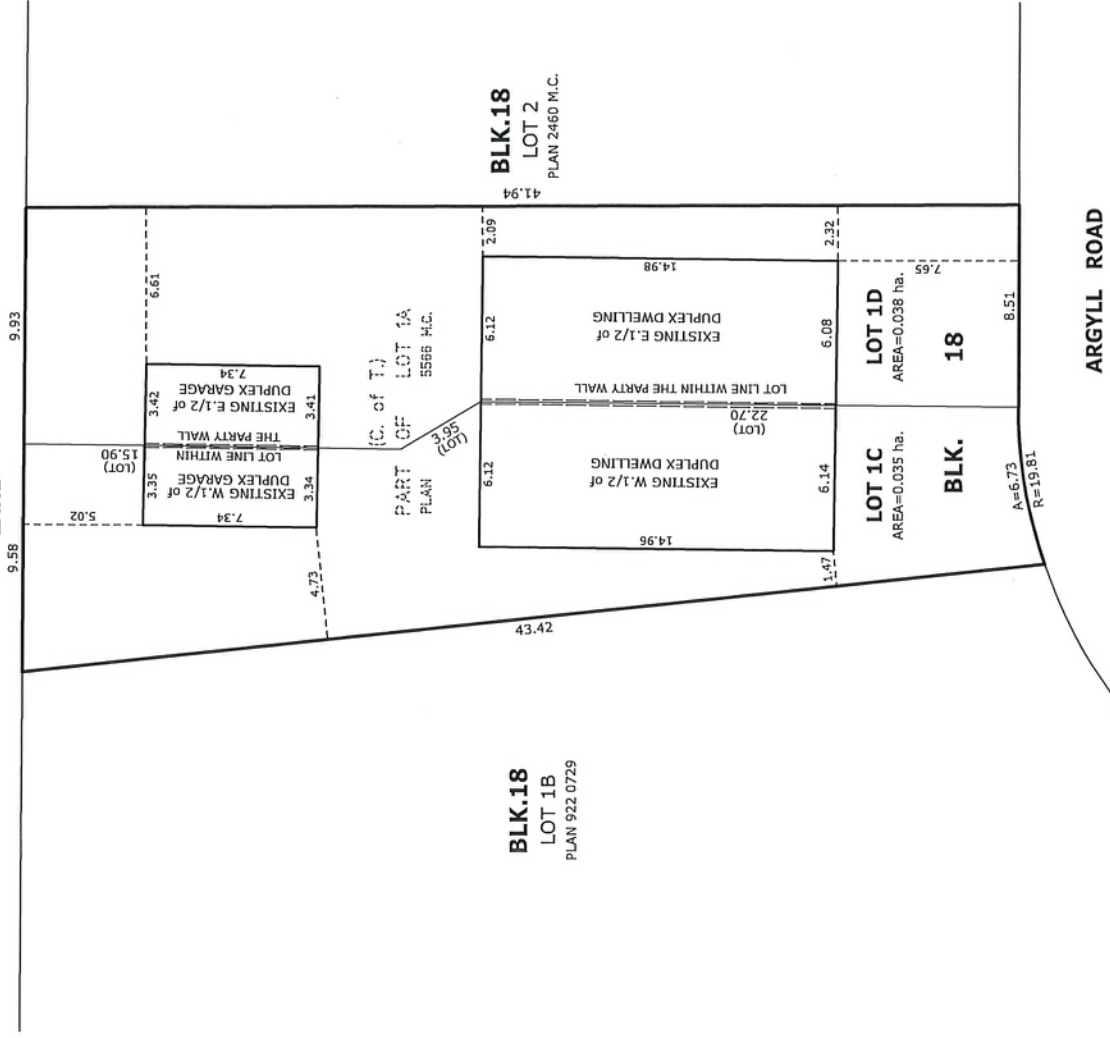 9.58
9.93
5.02
15.90
(LOT)
6.61
3.35
3.42
EXISTING W.1/2 of
DUPLEX GARAGE
LOT LINE WITHIN
THE PARTY WALL
EXISTING E.1/2 of
DUPLEX GARAGE
7.34
7.34
3.34
3.41
4.73
PART OF LOT 1A
(C. of T.)
PLAN 5566 M.C.
3.95
(LOT)
41.94
BLK.18
LOT 2
PLAN 2460 M.C.
6.12
6.12
2.09
EXISTING W.1/2 of
DUPLEX DWELLING
LOT LINE WITHIN THE PARTY WALL
22.70
(LOT)
EXISTING E.1/2 of
DUPLEX DWELLING
14.96
14.98
43.42
1.47
6.14
6.08
2.32
LOT 1C
AREA=0.035 ha.
LOT 1D
AREA=0.038 ha.
7.65
BLK. 18
A=6.73
R=19.81
8.51
BLK.18
LOT 1B
PLAN 922 0729
ARGYLL ROAD